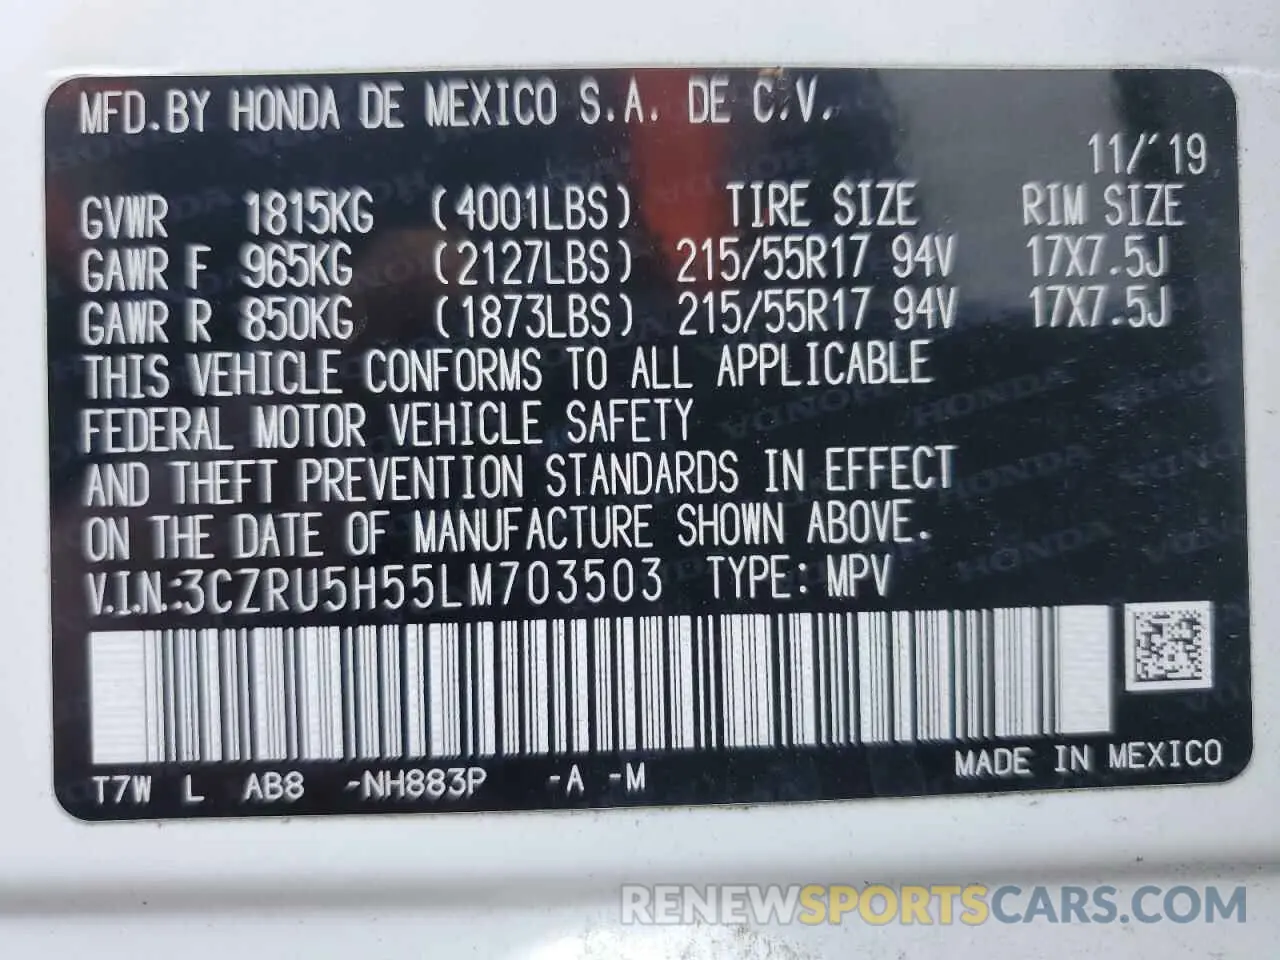 MFD.BY HONDA DE MEXICO S.A. DE C.V.
11/'19
GVWR 1815KG (4001LBS) TIRE SIZE RIM SIZE
GAWR F 965KG (2127LBS) 215/55R17 94V 17X7.5J
GAWR R 850KG (1873LBS) 215/55R17 94V 17X7.5J
THIS VEHICLE CONFORMS TO ALL APPLICABLE
FEDERAL MOTOR VEHICLE SAFETY
AND THEFT PREVENTION STANDARDS IN EFFECT
ON THE DATE OF MANUFACTURE SHOWN ABOVE.
V.I.N.:3CZRU5H55LM703503 TYPE: MPV
T7W L AB8 -NH883P -A -M MADE IN MEXICO
RENEWSPORTSCARS.COM